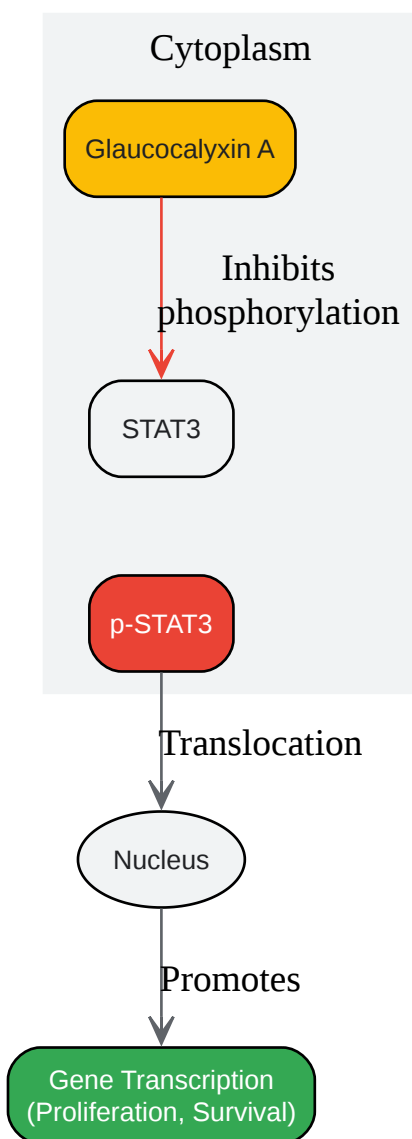 Cytoplasm
Glaucocalyxin A
Inhibits
phosphorylation
STAT3
p-STAT3
Translocation
Nucleus
Promotes
Gene Transcription
(Proliferation, Survival)